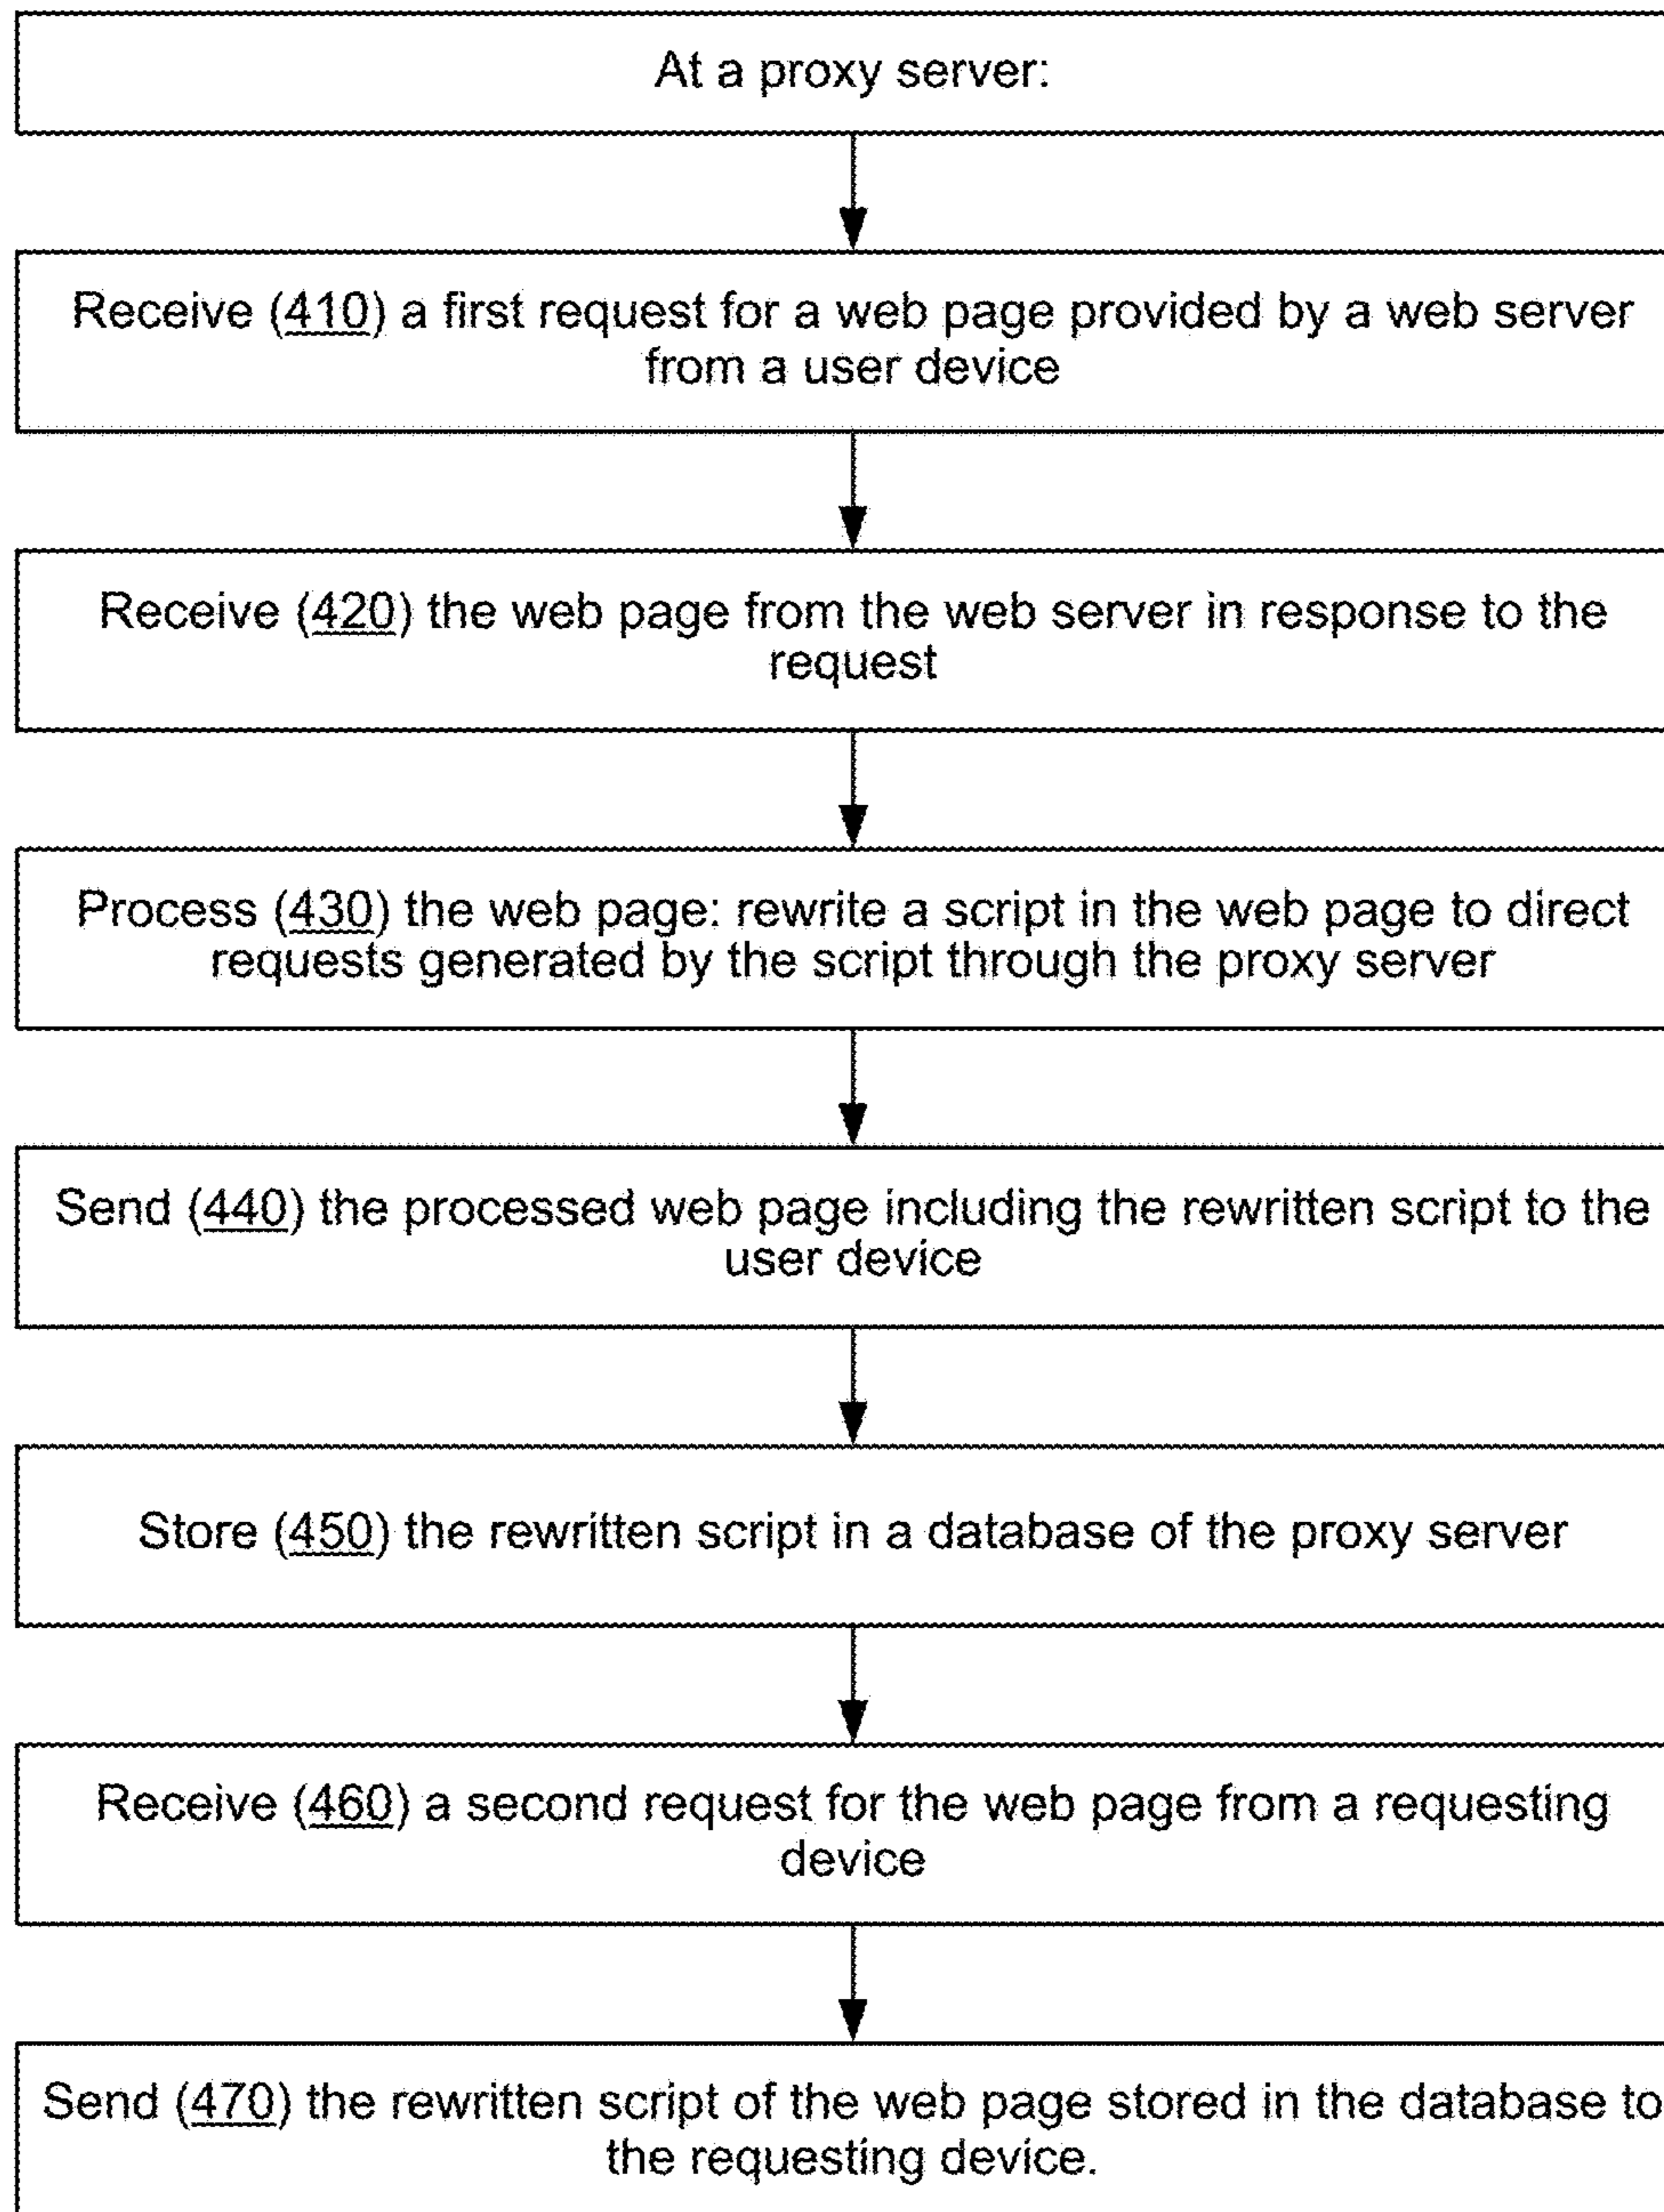 At a proxy server:
Receive (410) a first request for a web page provided by a web server
from a user device
Receive (420) the web page from the web server in response to the
request
Process (430) the web page: rewrite a script in the web page to direct
requests generated by the script through the proxy server
Send (440) the processed web page including the rewritten script to the
user device
Store (450) the rewritten script in a database of the proxy server
Receive (460) a second request for the web page from a requesting
device
Send (470) the rewritten script of the web page stored in the database to
the requesting device.